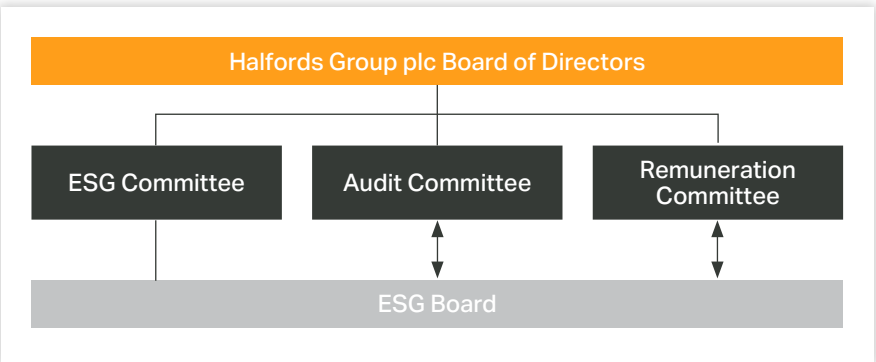 Halfords Group plc Board of Directors
ESG Committee
Audit Committee
Remuneration
Committee
ESG Board